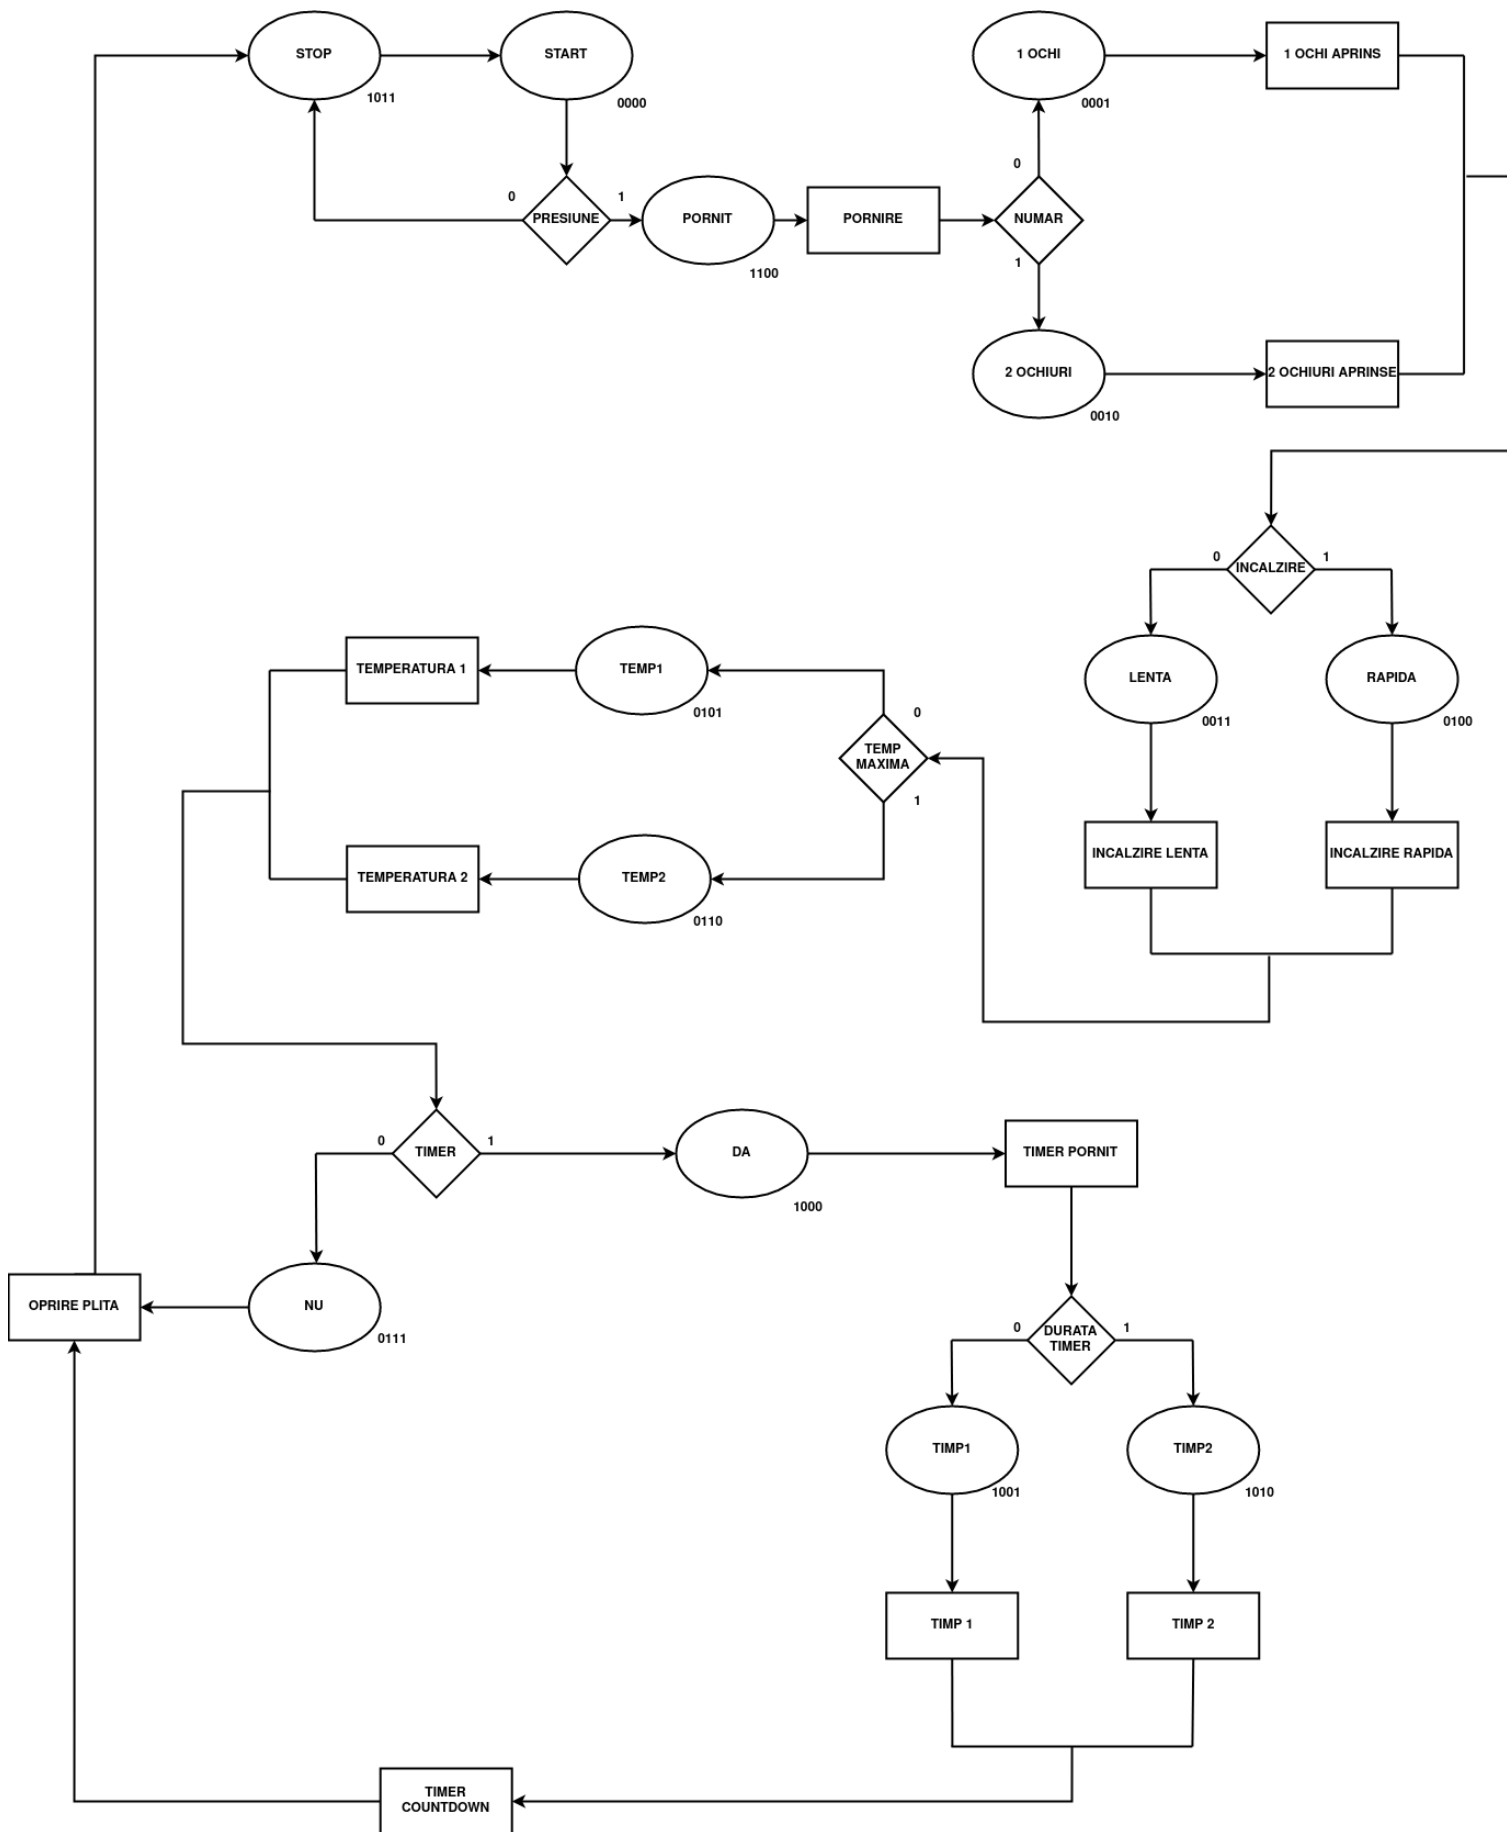 STOP
1011
START
0000
1 OCHI
0001
1 OCHI APRINS
0
0
PRESIUNE
1
PORNIT
1100
PORNIRE
NUMAR
1
2 OCHIURI
0010
2 OCHIURI APRINSE
0
INCALZIRE
1
LENTA
0011
RAPIDA
0100
INCALZIRE LENTA
INCALZIRE RAPIDA
TEMPERATURA 1
TEMP1
0101
0
TEMP
MAXIMA
1
TEMPERATURA 2
TEMP2
0110
0
TIMER
1
DA
1000
TIMER PORNIT
OPRIRE PLITA
NU
0111
0
DURATA
TIMER
1
TIMP1
1001
TIMP2
1010
TIMP 1
TIMP 2
TIMER
COUNTDOWN